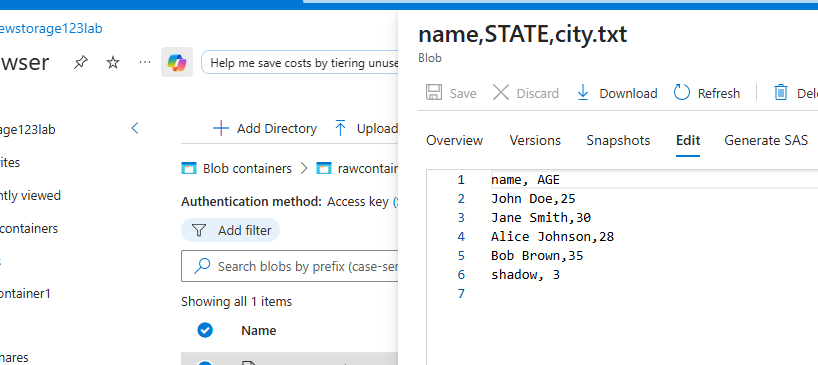 ewstorage123lab
wser
Help me save costs by tiering unuse
age123lab
ites
ntly viewed
containers
ontainer1
hares
Add Directory
Upload
Blob containers > rawcontain
Authentication method: Access key (
Add filter
Search blobs by prefix (case-sen
Showing all 1 items
Name
name,STATE,city.txt
Blob
Save Discard Download Refresh Del
Overview Versions Snapshots Edit Generate SAS
1 name, AGE
2 John Doe,25
3 Jane Smith,30
4 Alice Johnson,28
5 Bob Brown,35
6 shadow, 3
7